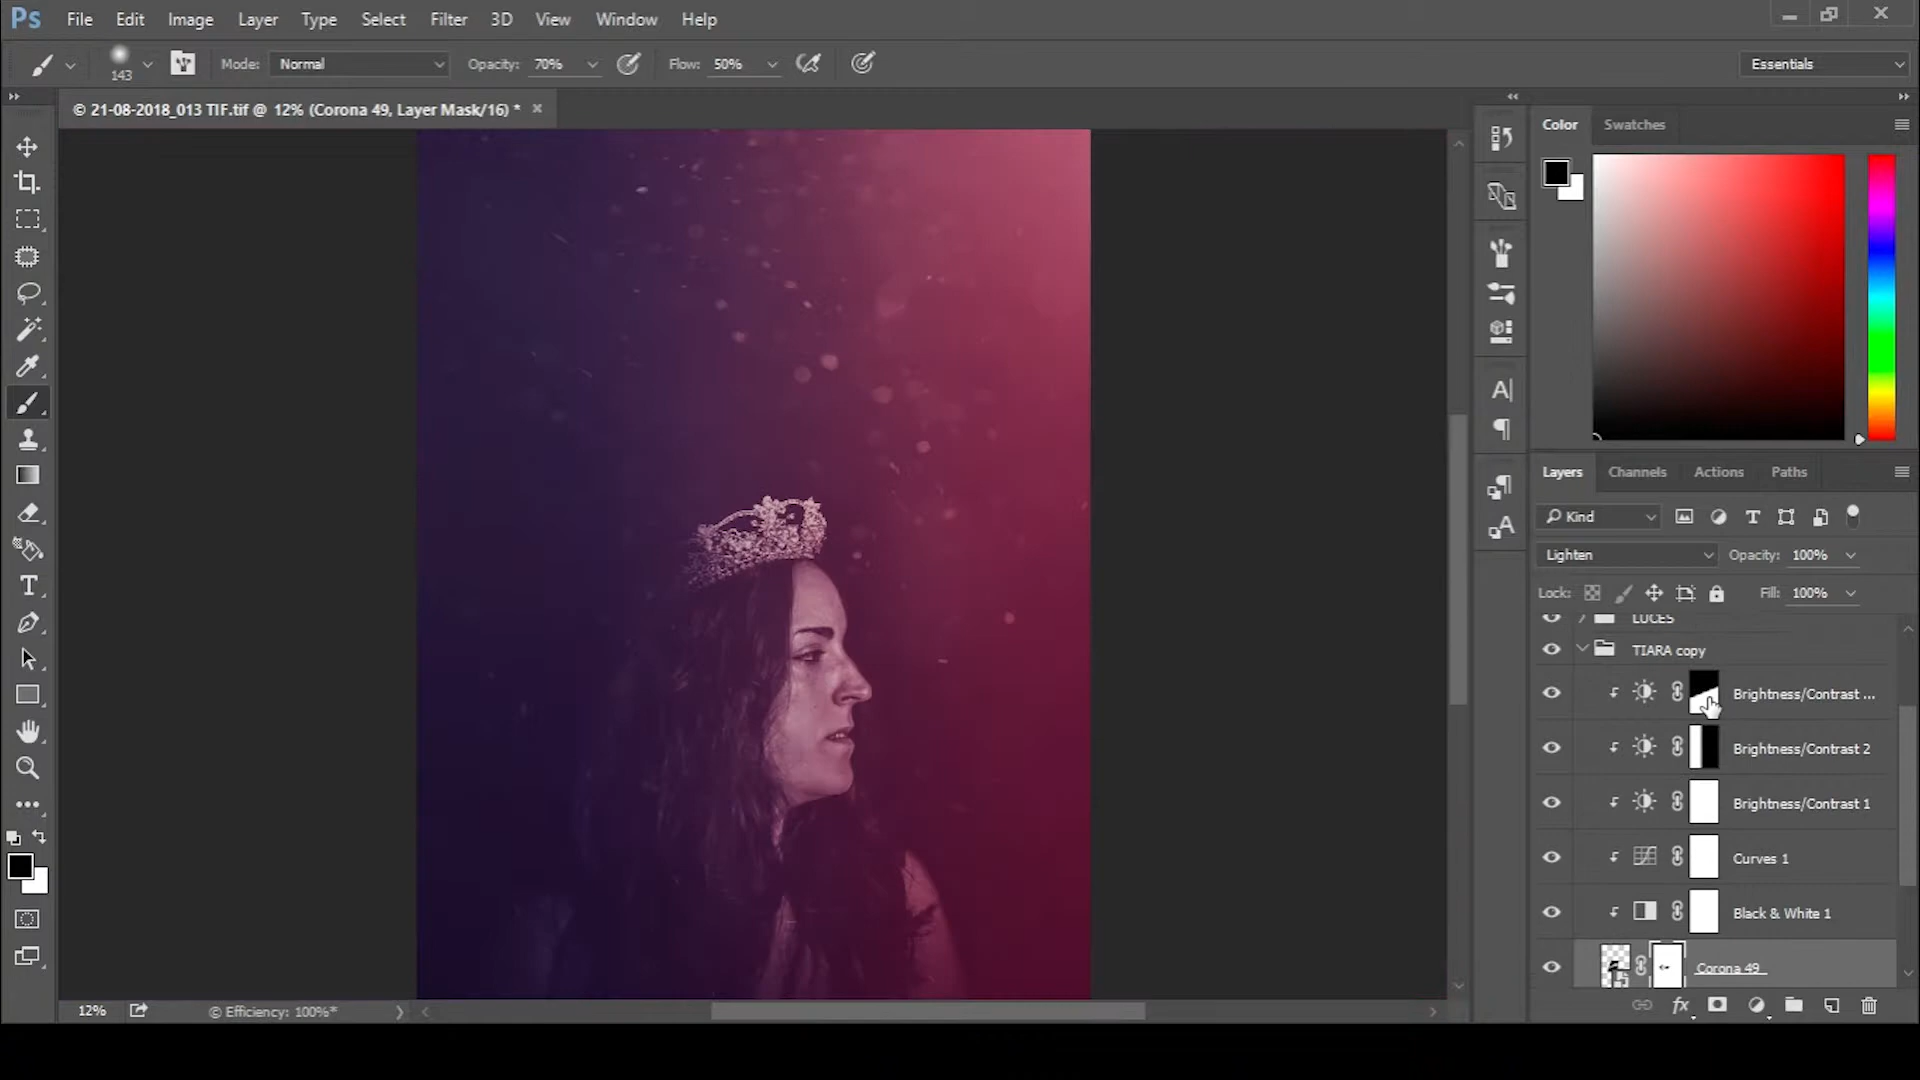 Ps File Edit Image Layer Type Select Filter 3D View Window Help
143 Mode: Normal Opacity: 70% Flow: 50% Essentials
© 21-08-2018_013 TIF.tif @ 12% (Corona 49, Layer Mask/16) *
Color Swatches
Layers Channels Actions Paths
Kind
Lighten Opacity: 100%
Lock: Fill: 100%
LUCES
TIARA copy
Brightness/Contrast ...
Brightness/Contrast 2
Brightness/Contrast 1
Curves 1
Black & White 1
Corona 49
fx
12% © Efficiency: 100%*